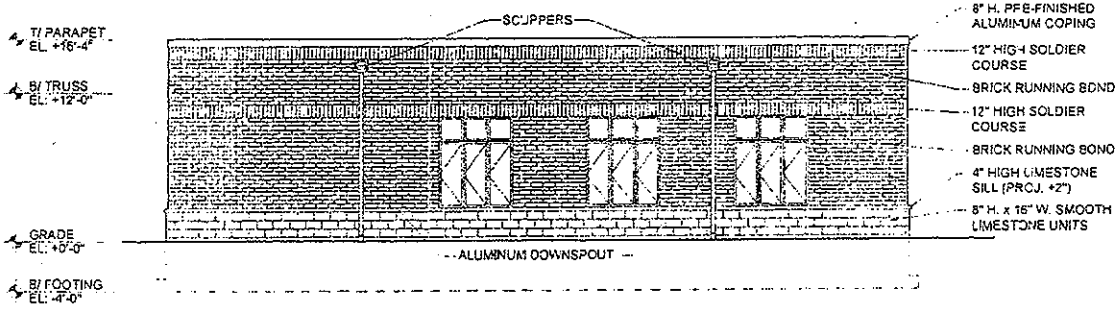 SCUPPERS
T/ PARAPET
EL. +16'-4"
B/ TRUSS
EL: +12'-0"
GRADE
EL: +0'-0"
B/ FOOTING
EL: -4'-0"
8" H. PFE-FINISHED
ALUMINUM COPING
12" HIGH SOLDIER
COURSE
BRICK RUNNING BOND
12" HIGH SOLDIER
COURSE
BRICK RUNNING BOND
4" HIGH LIMESTONE
SILL (PROJ. +2")
8" H. x 16" W. SMOOTH
LIMESTONE UNITS
ALUMINUM DOWNSPOUT